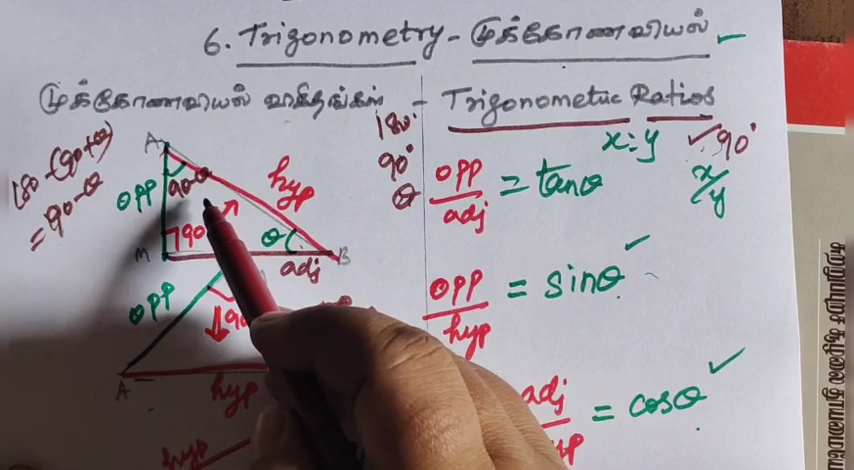 6. Trigonometry - முக்கோணவியல்
முக்கோணவியல் விகிதங்கள் - Trigonometric Ratios
180-(90+θ)
= 90-θ
A
opp
90-θ
hyp
90
θ
M
adj
B
180°
90°
θ
x:y
90°
x/y
opp/adj = tanθ
opp
90
A
hyp
hyp
opp/hyp = sinθ
adj/hyp = cosθ